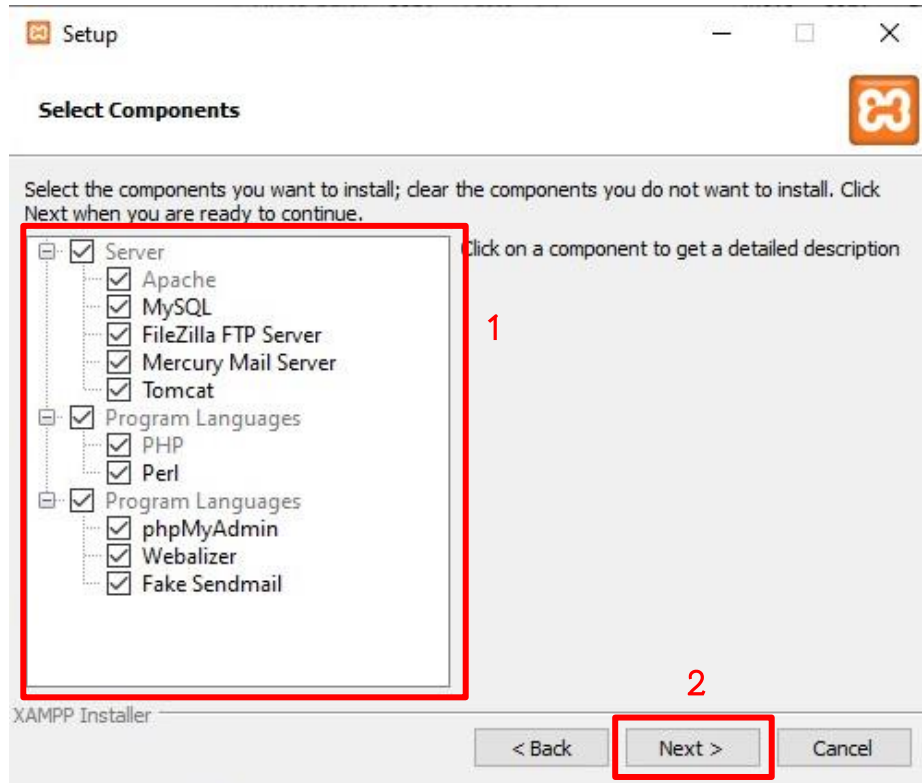 Setup
Select Components
Select the components you want to install; clear the components you do not want to install. Click
Next when you are ready to continue.
Server
Apache
MySQL
FileZilla FTP Server
Mercury Mail Server
Tomcat
Program Languages
PHP
Perl
Program Languages
phpMyAdmin
Webalizer
Fake Sendmail
Click on a component to get a detailed description
1
2
XAMPP Installer
< Back
Next >
Cancel